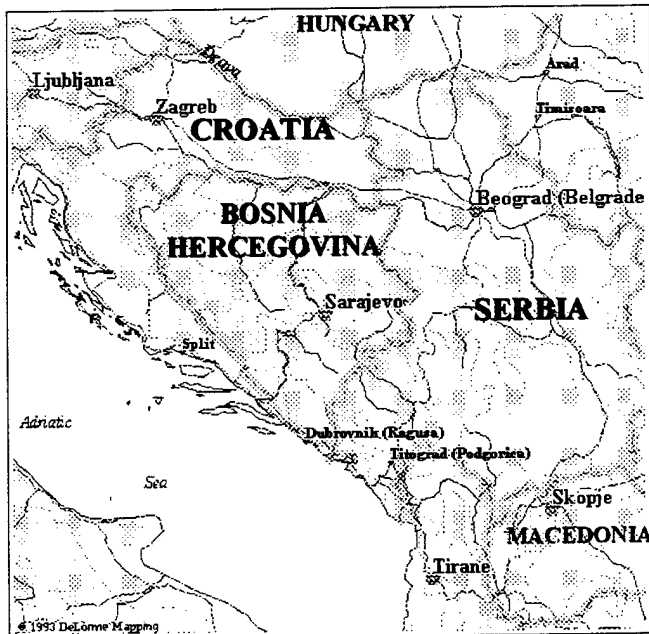 HUNGARY
Drava
Arad
Ljubljana
Zagreb
Timisoara
CROATIA
Beograd (Belgrade
BOSNIA
HERCEGOVINA
Sarajevo
SERBIA
Split
Adriatic
Dubrovnik (Ragusa)
Titograd (Podgorica)
Sea
Skopje
MACEDONIA
Tirane
© 1993 DeLorme Mapping